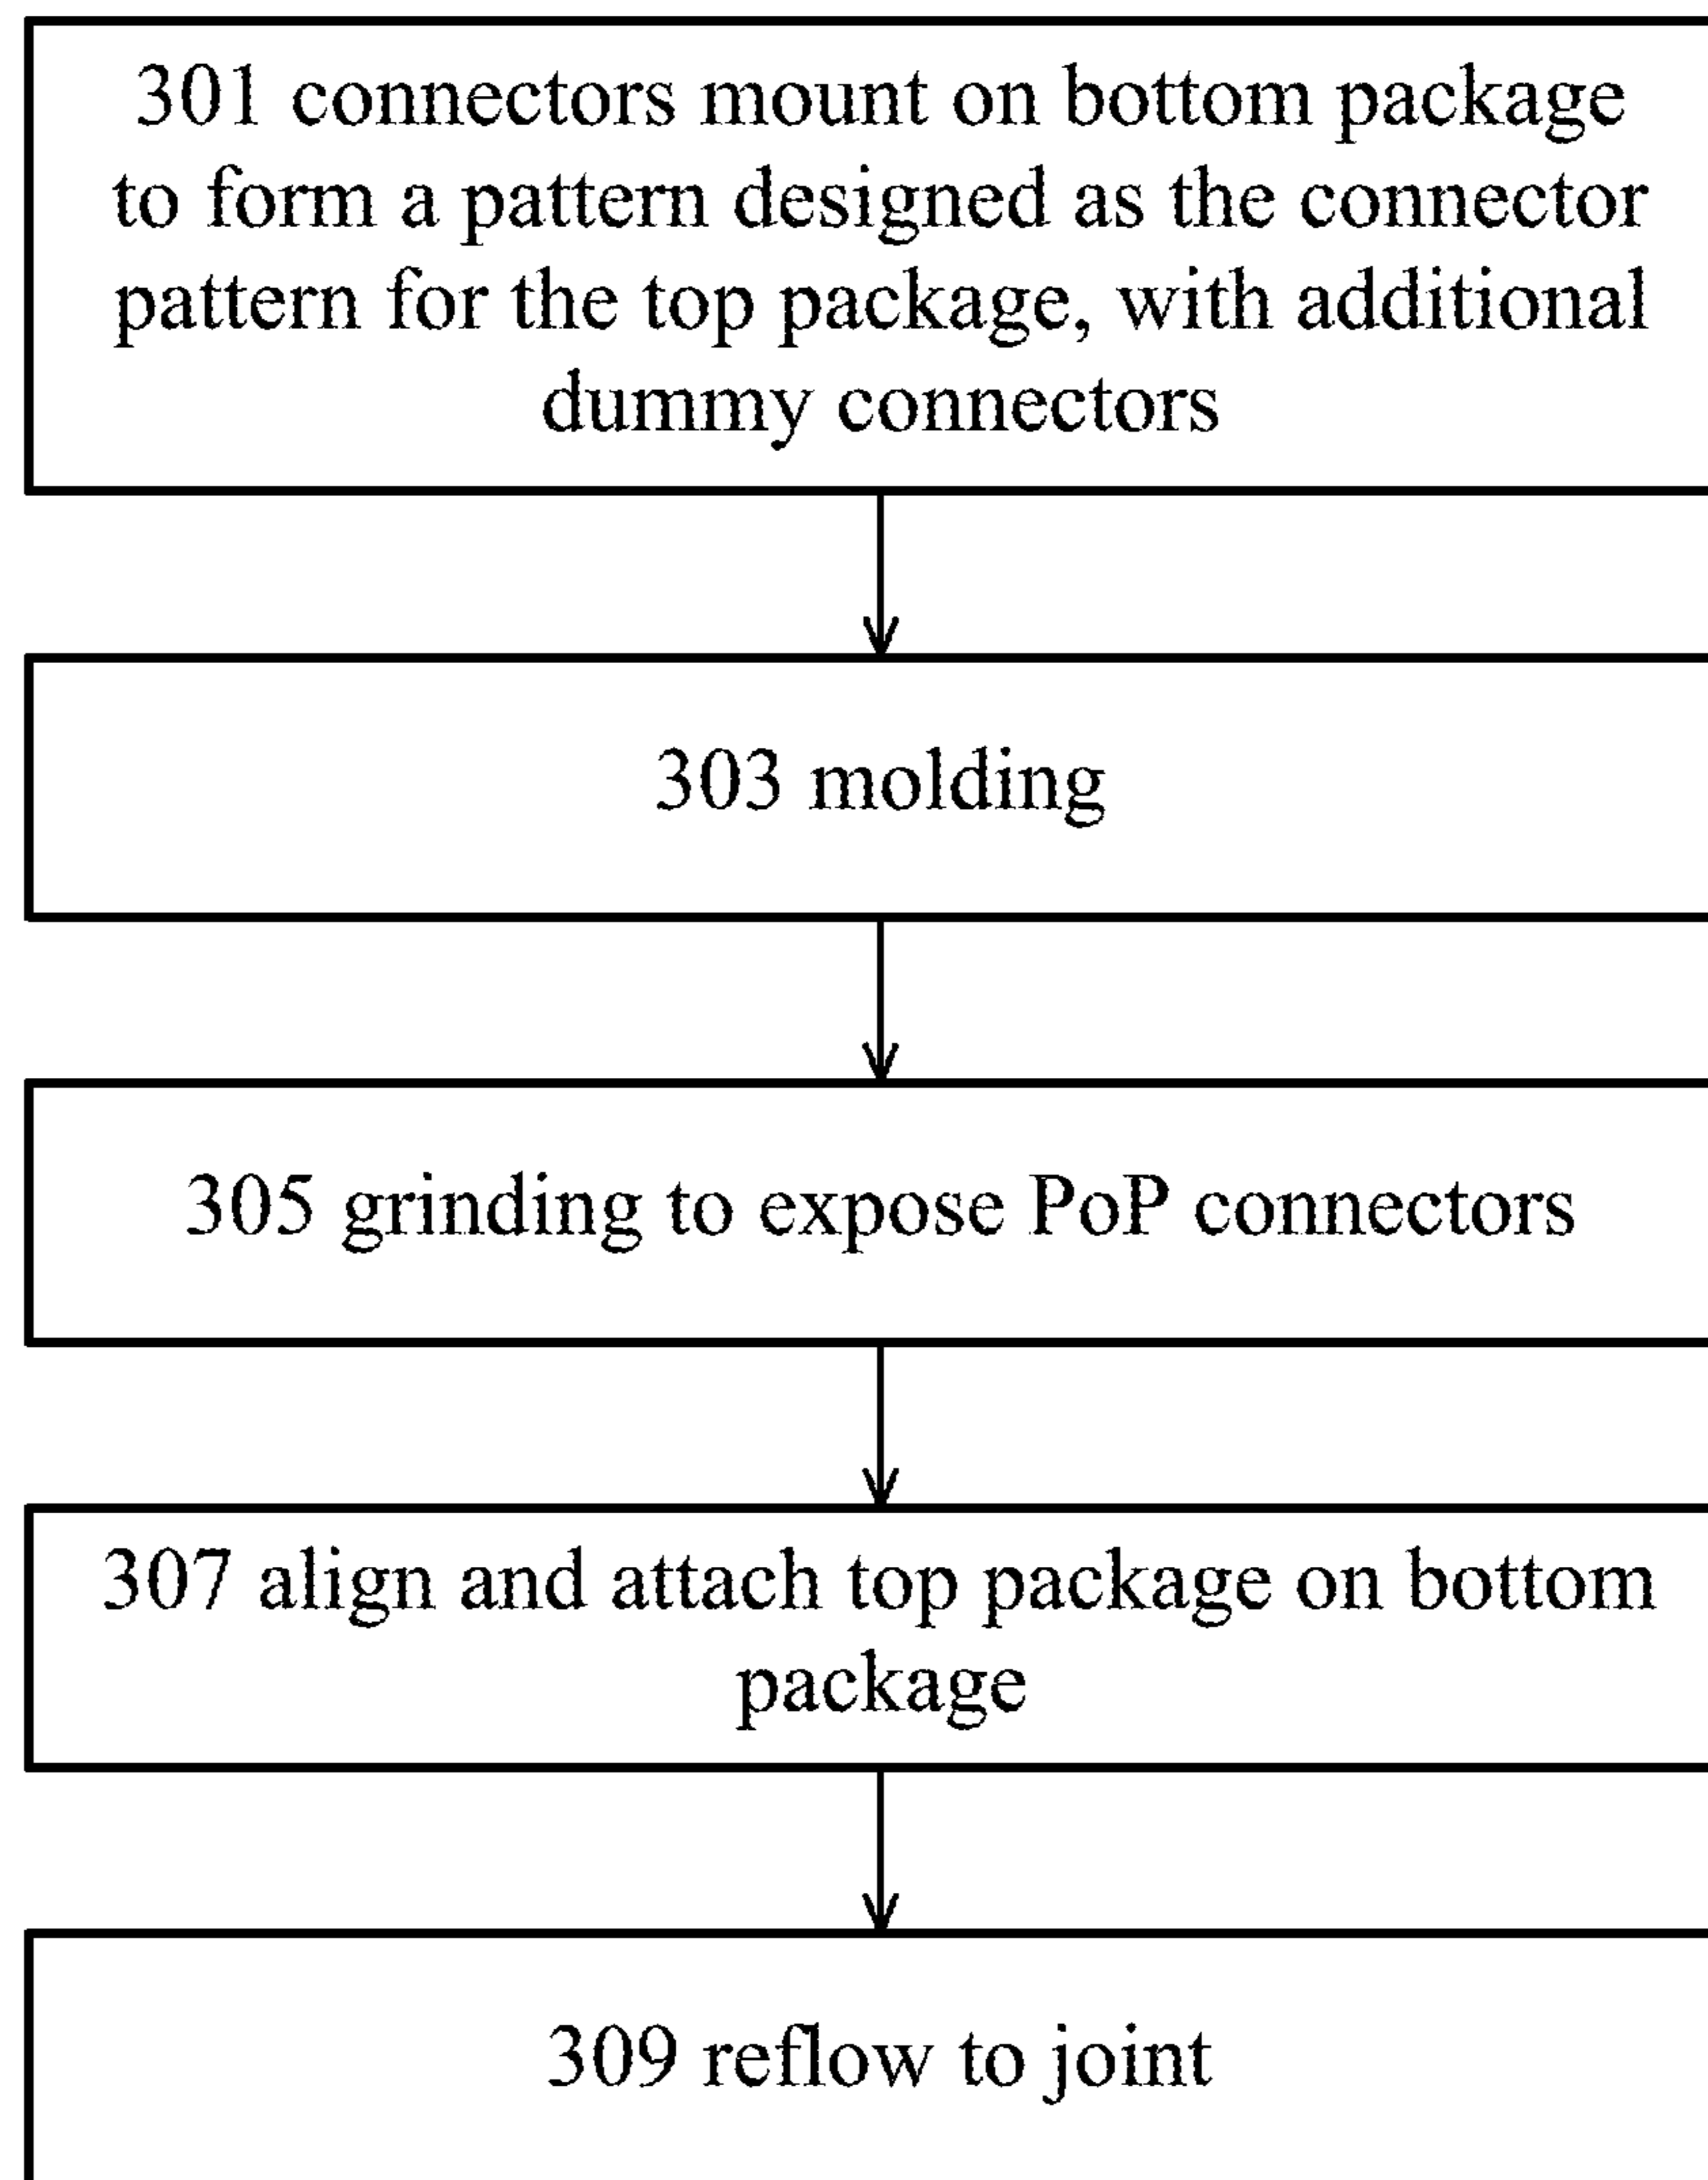 301 connectors mount on bottom package
to form a pattern designed as the connector
pattern for the top package, with additional
dummy connectors
303 molding
305 grinding to expose PoP connectors
307 align and attach top package on bottom
package
309 reflow to joint